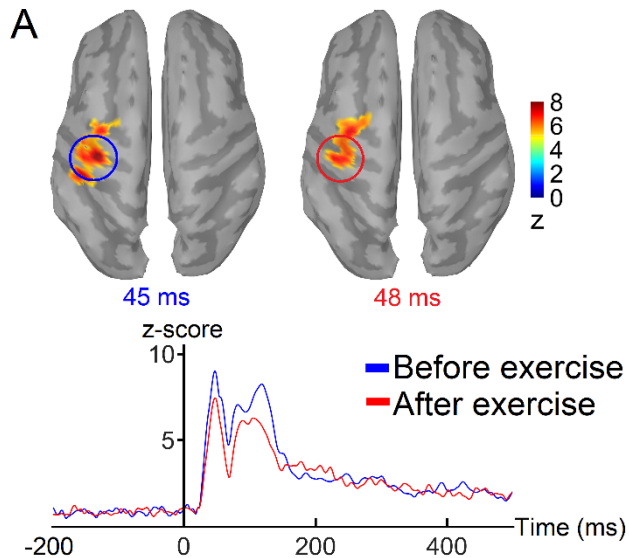 A
8
6
4
2
0
z
45 ms
48 ms
z-score
10
5
Before exercise
After exercise
-200
0
200
400
Time (ms)